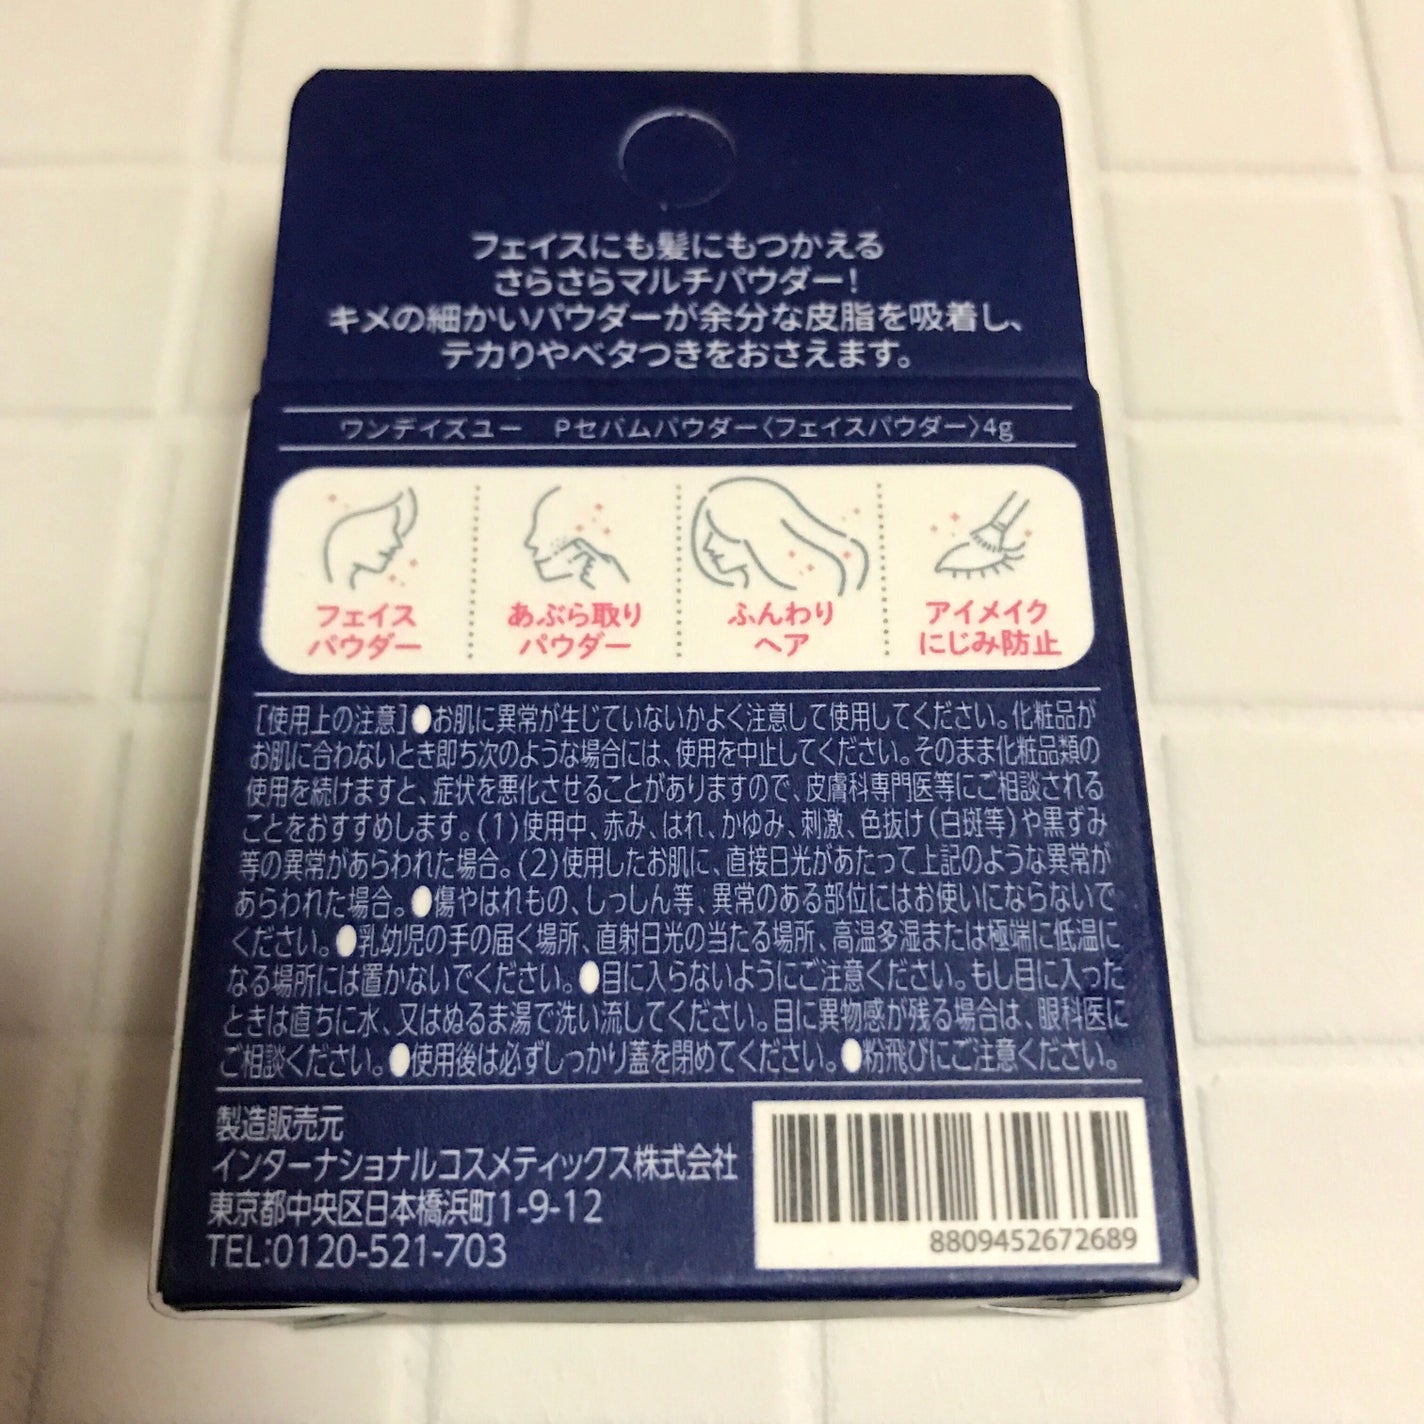 フェイスにも髪にもつかえる
さらさらマルチパウダー!
キメの細かいパウダーが余分な皮脂を吸着し、
テカりやベタつきをおさえます。
ワンデイズユー　Pセバムパウダー〈フェイスパウダー〉4g
フェイス
パウダー
あぶら取り
パウダー
ふんわり
ヘア
アイメイク
にじみ防止
[使用上の注意]●お肌に異常が生じていないかよく注意して使用してください。化粧品が
お肌に合わないとき即ち次のような場合には、使用を中止してください。そのまま化粧品類の
使用を続けますと、症状を悪化させることがありますので、皮膚科専門医等にご相談される
ことをおすすめします。(1)使用中、赤み、はれ、かゆみ、刺激、色抜け(白斑等)や黒ずみ
等の異常があらわれた場合。(2)使用したお肌に、直接日光があたって上記のような異常が
あらわれた場合。●傷やはれもの、しっしん等、異常のある部位にはお使いにならないで
ください。●乳幼児の手の届く場所、直射日光の当たる場所、高温多湿または極端に低温に
なる場所には置かないでください。●目に入らないようにご注意ください。もし目に入った
ときは直ちに水、又はぬるま湯で洗い流してください。目に異物感が残る場合は、眼科医に
ご相談ください。●使用後は必ずしっかり蓋を閉めてください。●粉飛びにご注意ください。
製造販売元
インターナショナルコスメティックス株式会社
東京都中央区日本橋浜町1-9-12
TEL:0120-521-703
8809452672689